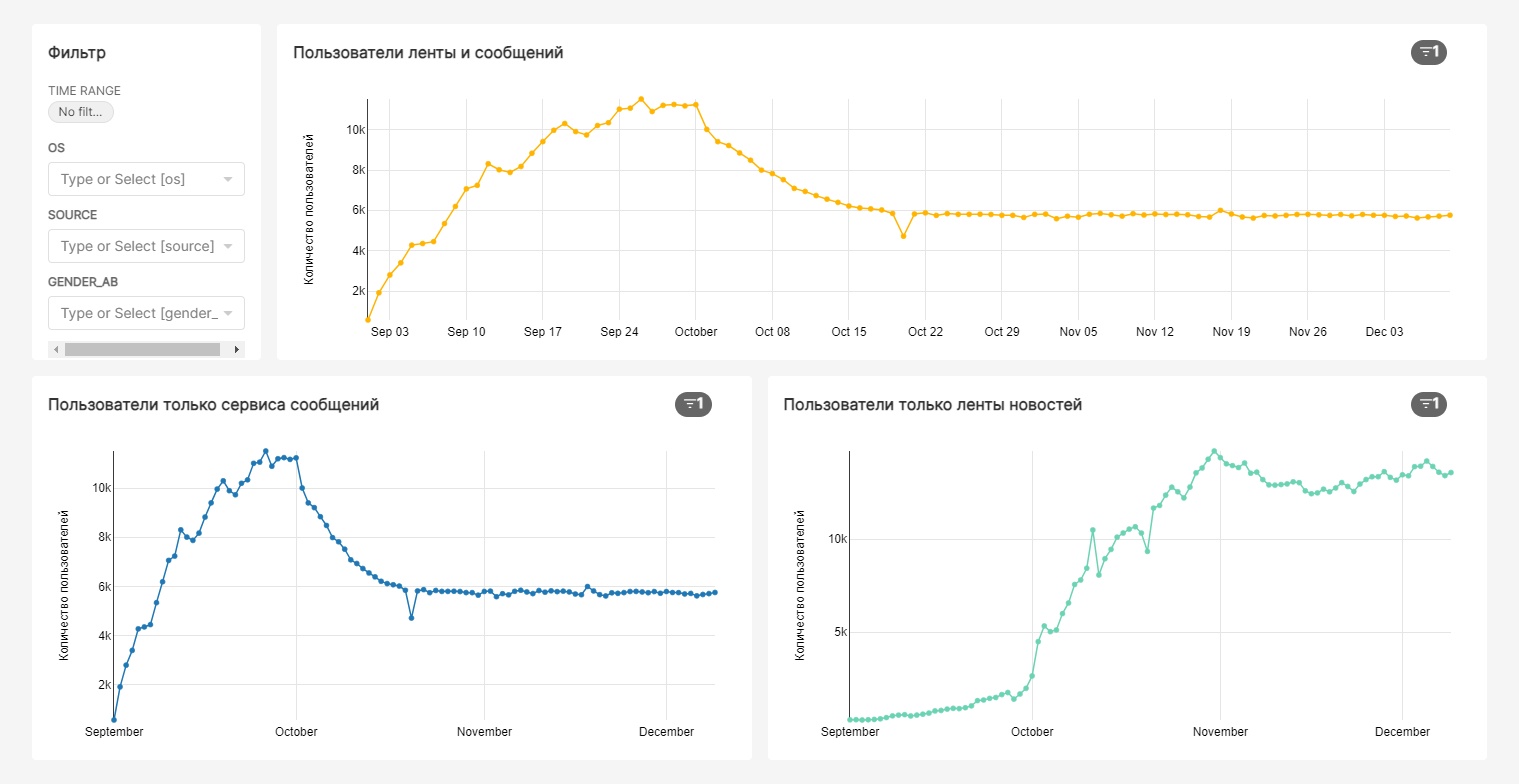 Фильтр
TIME RANGE
No filt...
OS
Type or Select [os]
SOURCE
Type or Select [source]
GENDER_AB
Type or Select [gender_
Пользователи ленты и сообщений
1
Количество пользователей
10k
8k
6k
4k
2k
Sep 03 Sep 10 Sep 17 Sep 24 October Oct 08 Oct 15 Oct 22 Oct 29 Nov 05 Nov 12 Nov 19 Nov 26 Dec 03
Пользователи только сервиса сообщений
1
Количество пользователей
10k
8k
6k
4k
2k
September October November December
Пользователи только ленты новостей
1
Количество пользователей
10k
5k
September October November December